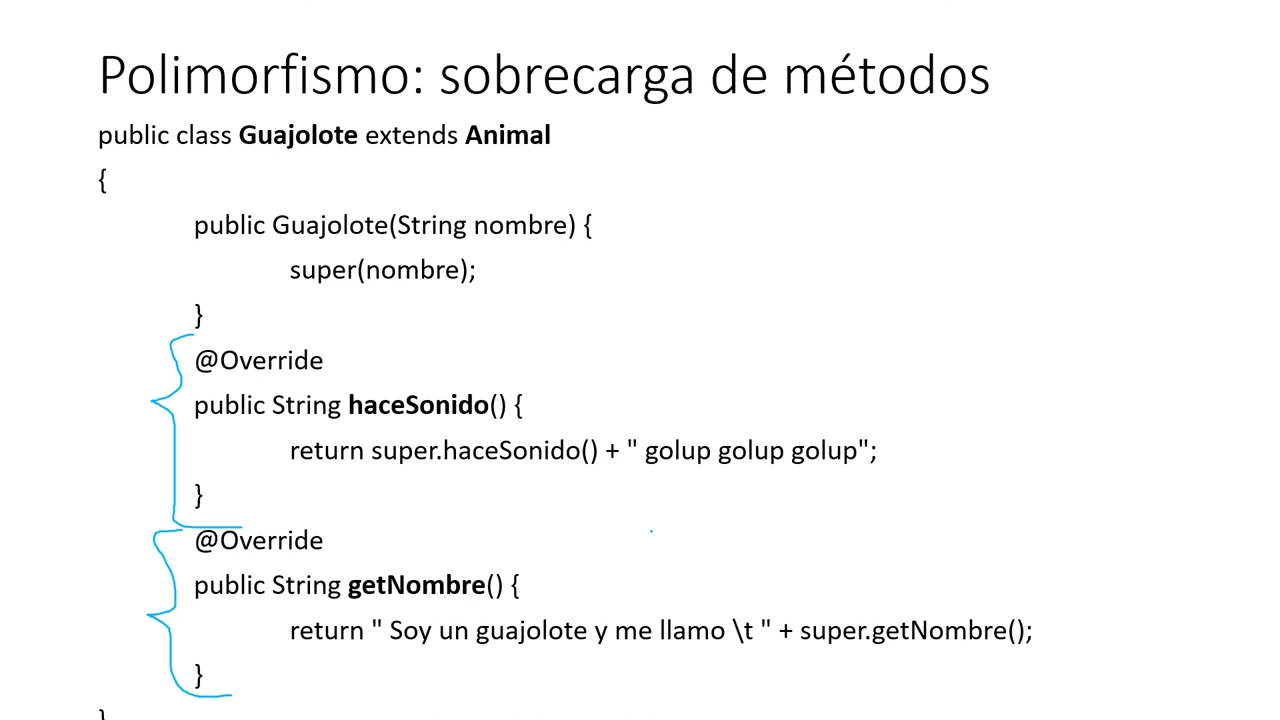 Polimorfismo: sobrecarga de métodos
public class Guajolote extends Animal
{
public Guajolote(String nombre) {
super(nombre);
}
@Override
public String haceSonido() {
return super.haceSonido() + " golup golup golup";
}
@Override
public String getNombre() {
return " Soy un guajolote y me llamo \t " + super.getNombre();
}
}